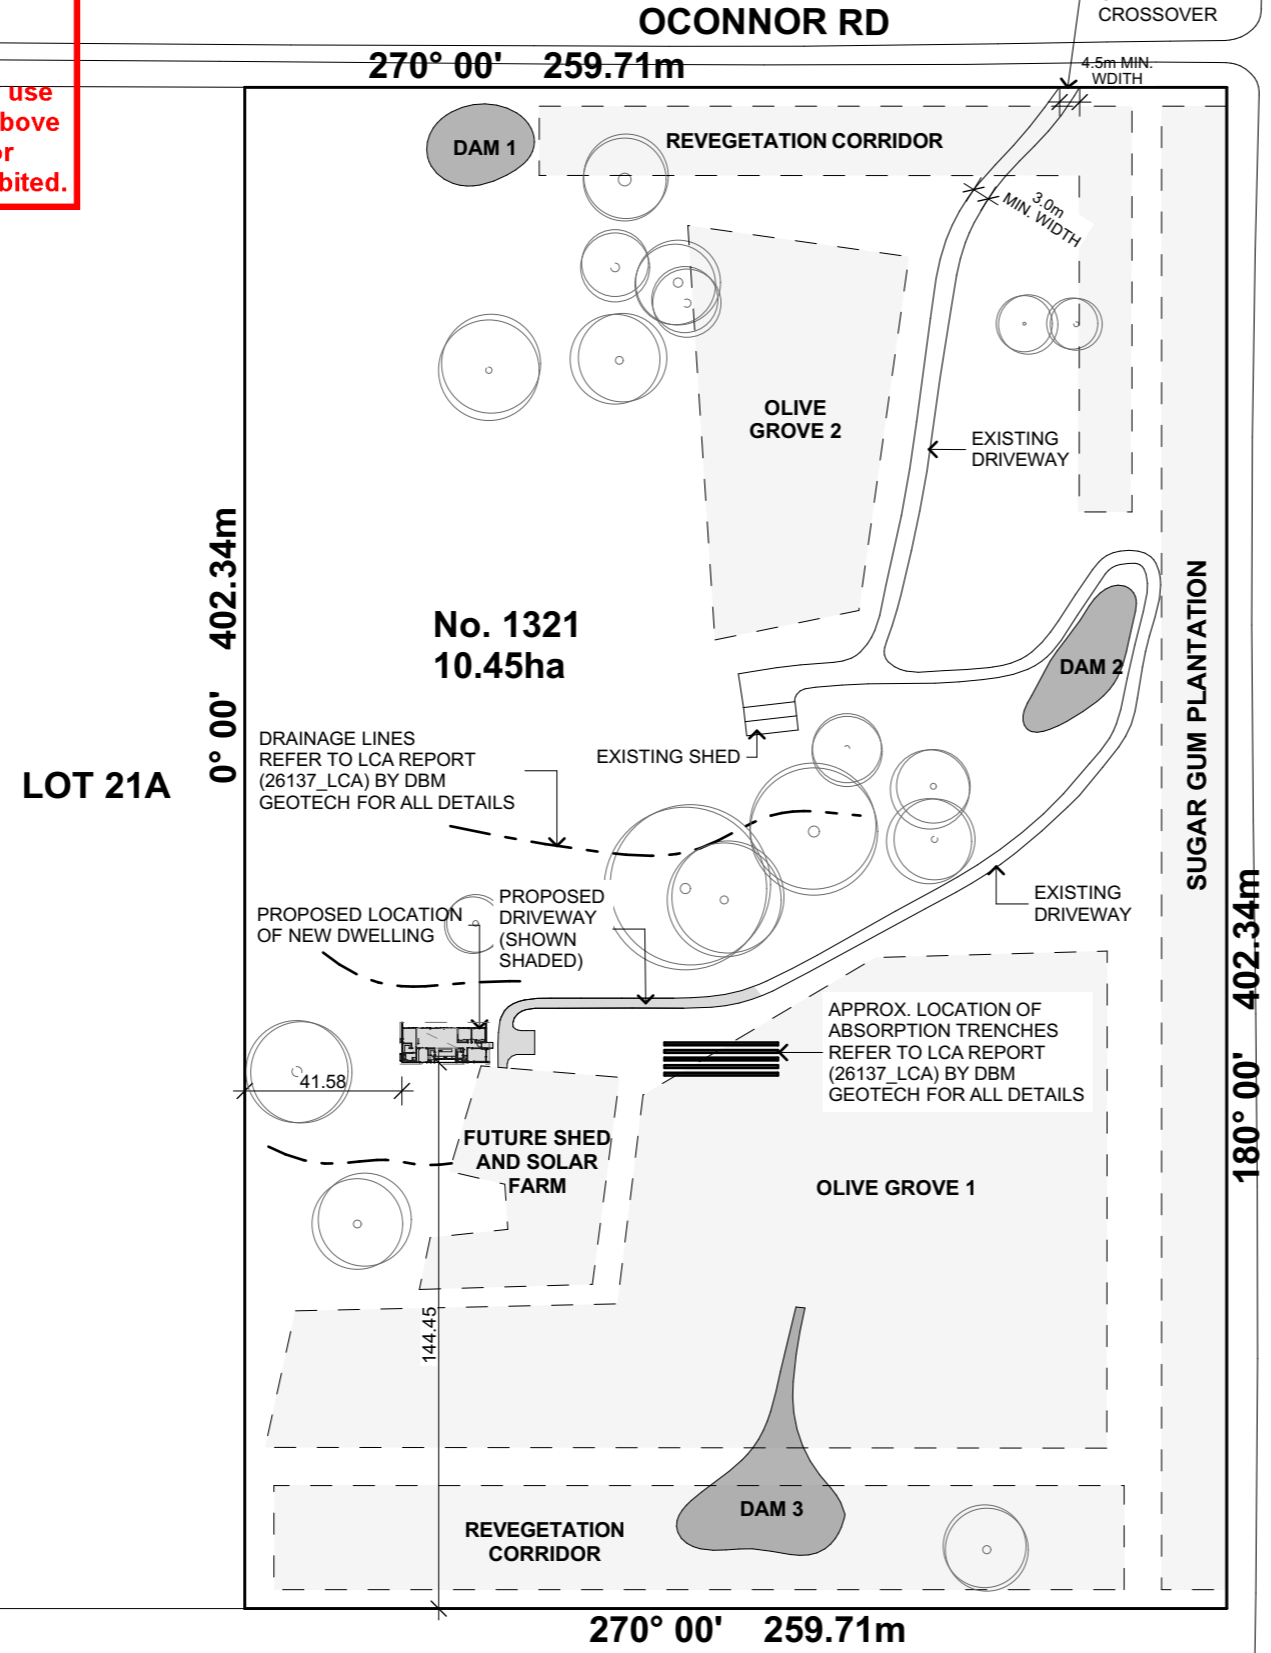 OCONNOR RD
CROSSOVER
270° 00' 259.71m
4.5m MIN.
WDITH
use
bove
or
bited.
DAM 1
REVEGETATION CORRIDOR
3.0m
MIN. WIDTH
OLIVE
GROVE 2
EXISTING
DRIVEWAY
0° 00' 402.34m
No. 1321
10.45ha
DAM 2
SUGAR GUM PLANTATION
DRAINAGE LINES
REFER TO LCA REPORT
(26137_LCA) BY DBM
GEOTECH FOR ALL DETAILS
EXISTING SHED
LOT 21A
PROPOSED LOCATION
OF NEW DWELLING
PROPOSED
DRIVEWAY
(SHOWN
SHADED)
EXISTING
DRIVEWAY
180° 00' 402.34m
APPROX. LOCATION OF
ABSORPTION TRENCHES
REFER TO LCA REPORT
(26137_LCA) BY DBM
GEOTECH FOR ALL DETAILS
41.58
FUTURE SHED
AND SOLAR
FARM
OLIVE GROVE 1
144.45
DAM 3
REVEGETATION
CORRIDOR
270° 00' 259.71m